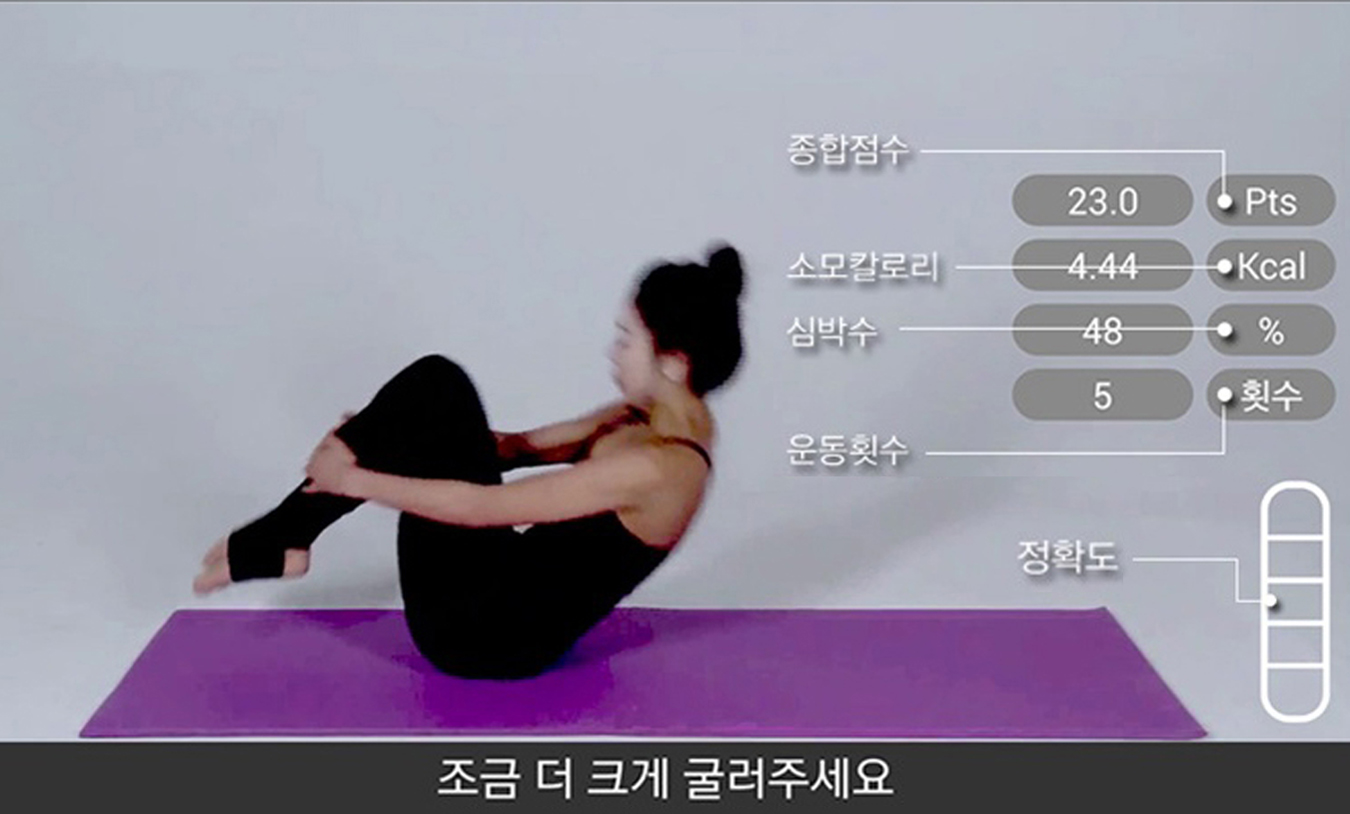 종합점수
23.0 Pts
소모칼로리 4.44 Kcal
심박수 48 %
5 횟수
운동횟수
정확도
조금 더 크게 굴러주세요